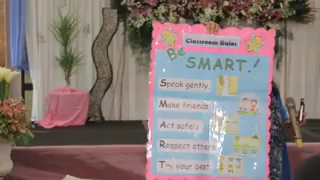 Classroom Rules
Be SMART!
Speak gently
Make friends
Act safely
Respect others
Try your best